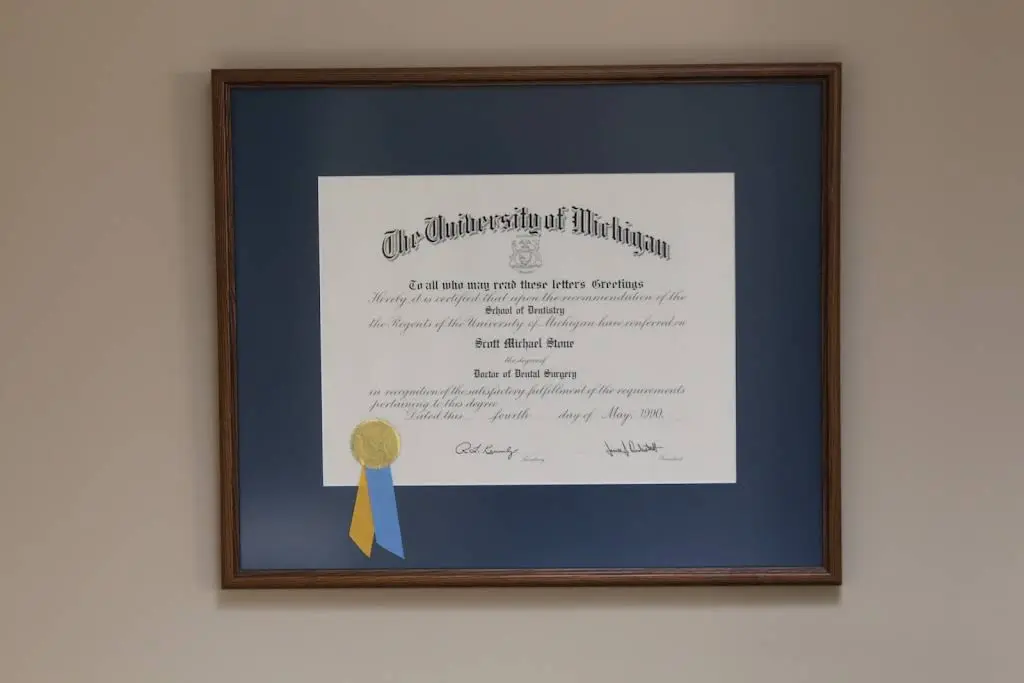 The University of Michigan
To all who may read these letters Greetings
Hereby it is certified that upon the recommendation of the
School of Dentistry
the Regents of the University of Michigan have conferred on
Scott Michael Stone
the degree of
Doctor of Dental Surgery
in recognition of the satisfactory fulfillment of the requirements
pertaining to this degree
Dated this fourth day of May, 1990.
Secretary President